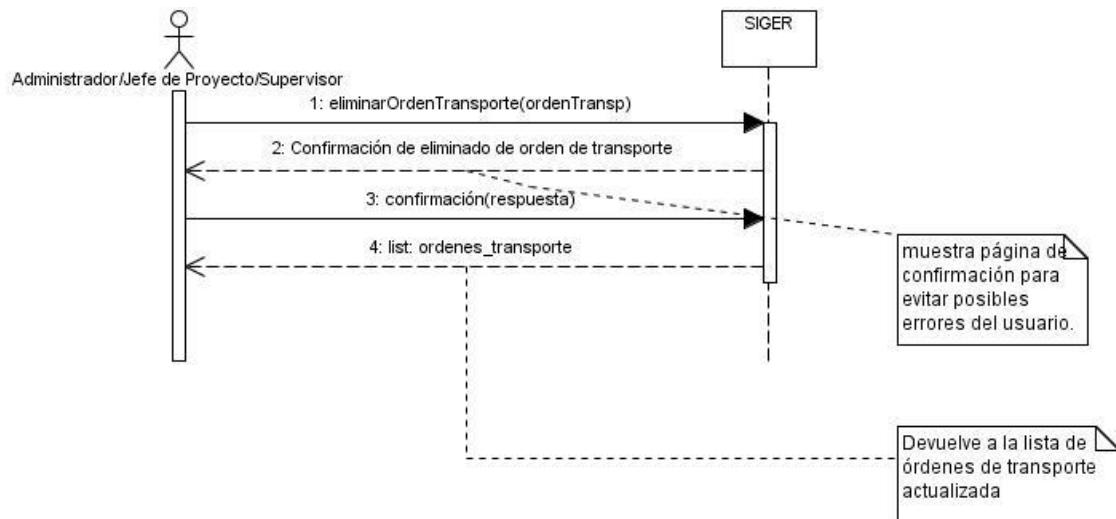 SIGER
Administrador/Jefe de Proyecto/Supervisor
1: eliminarOrdenTransporte(ordenTransp)
2: Confirmación de eliminado de orden de transporte
3: confirmación(respuesta)
4: list: ordenes_transporte
muestra página de
confirmación para
evitar posibles
errores del usuario.
Devuelve a la lista de
órdenes de transporte
actualizada